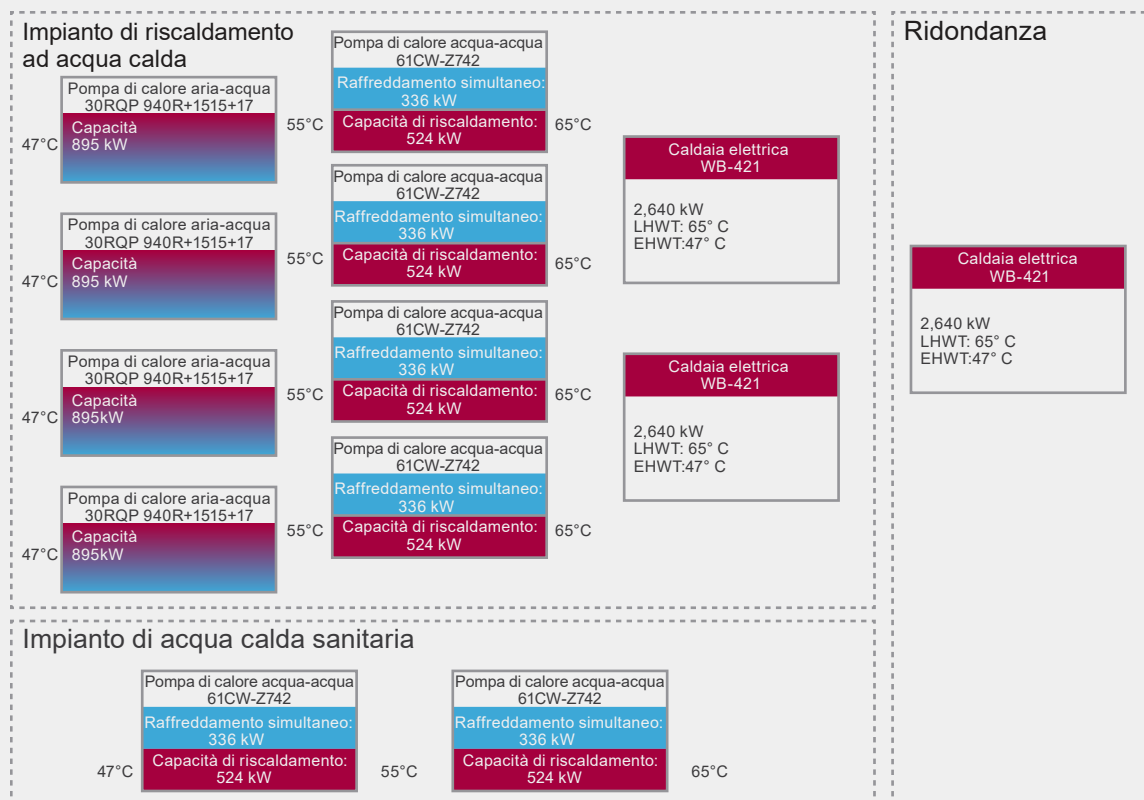 Impianto di riscaldamento
ad acqua calda
Pompa di calore aria-acqua
30RQP 940R+1515+17
47°C
Capacità
895 kW
55°C
Pompa di calore acqua-acqua
61CW-Z742
Raffreddamento simultaneo:
336 kW
Capacità di riscaldamento:
524 kW
65°C
Pompa di calore aria-acqua
30RQP 940R+1515+17
47°C
Capacità
895 kW
55°C
Pompa di calore acqua-acqua
61CW-Z742
Raffreddamento simultaneo:
336 kW
Capacità di riscaldamento:
524 kW
65°C
Pompa di calore aria-acqua
30RQP 940R+1515+17
47°C
Capacità
895kW
55°C
Pompa di calore acqua-acqua
61CW-Z742
Raffreddamento simultaneo:
336 kW
Capacità di riscaldamento:
524 kW
65°C
Pompa di calore aria-acqua
30RQP 940R+1515+17
47°C
Capacità
895kW
55°C
Pompa di calore acqua-acqua
61CW-Z742
Raffreddamento simultaneo:
336 kW
Capacità di riscaldamento:
524 kW
65°C
Caldaia elettrica
WB-421
2,640 kW
LHWT: 65° C
EHWT:47° C
Caldaia elettrica
WB-421
2,640 kW
LHWT: 65° C
EHWT:47° C
Ridondanza
Caldaia elettrica
WB-421
2,640 kW
LHWT: 65° C
EHWT:47° C
Impianto di acqua calda sanitaria
47°C
Pompa di calore acqua-acqua
61CW-Z742
Raffreddamento simultaneo:
336 kW
Capacità di riscaldamento:
524 kW
55°C
Pompa di calore acqua-acqua
61CW-Z742
Raffreddamento simultaneo:
336 kW
Capacità di riscaldamento:
524 kW
65°C